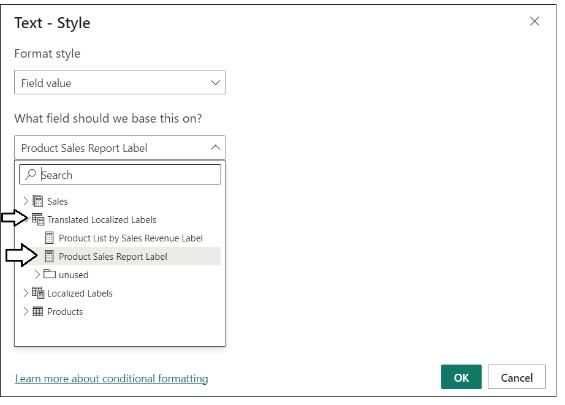 Text - Style
Format style
Field value
What field should we base this on?
Product Sales Report Label
Search
Sales
Translated Localized Labels
Product List by Sales Revenue Label
Product Sales Report Label
unused
Localized Labels
Products
Learn more about conditional formatting
OK
Cancel